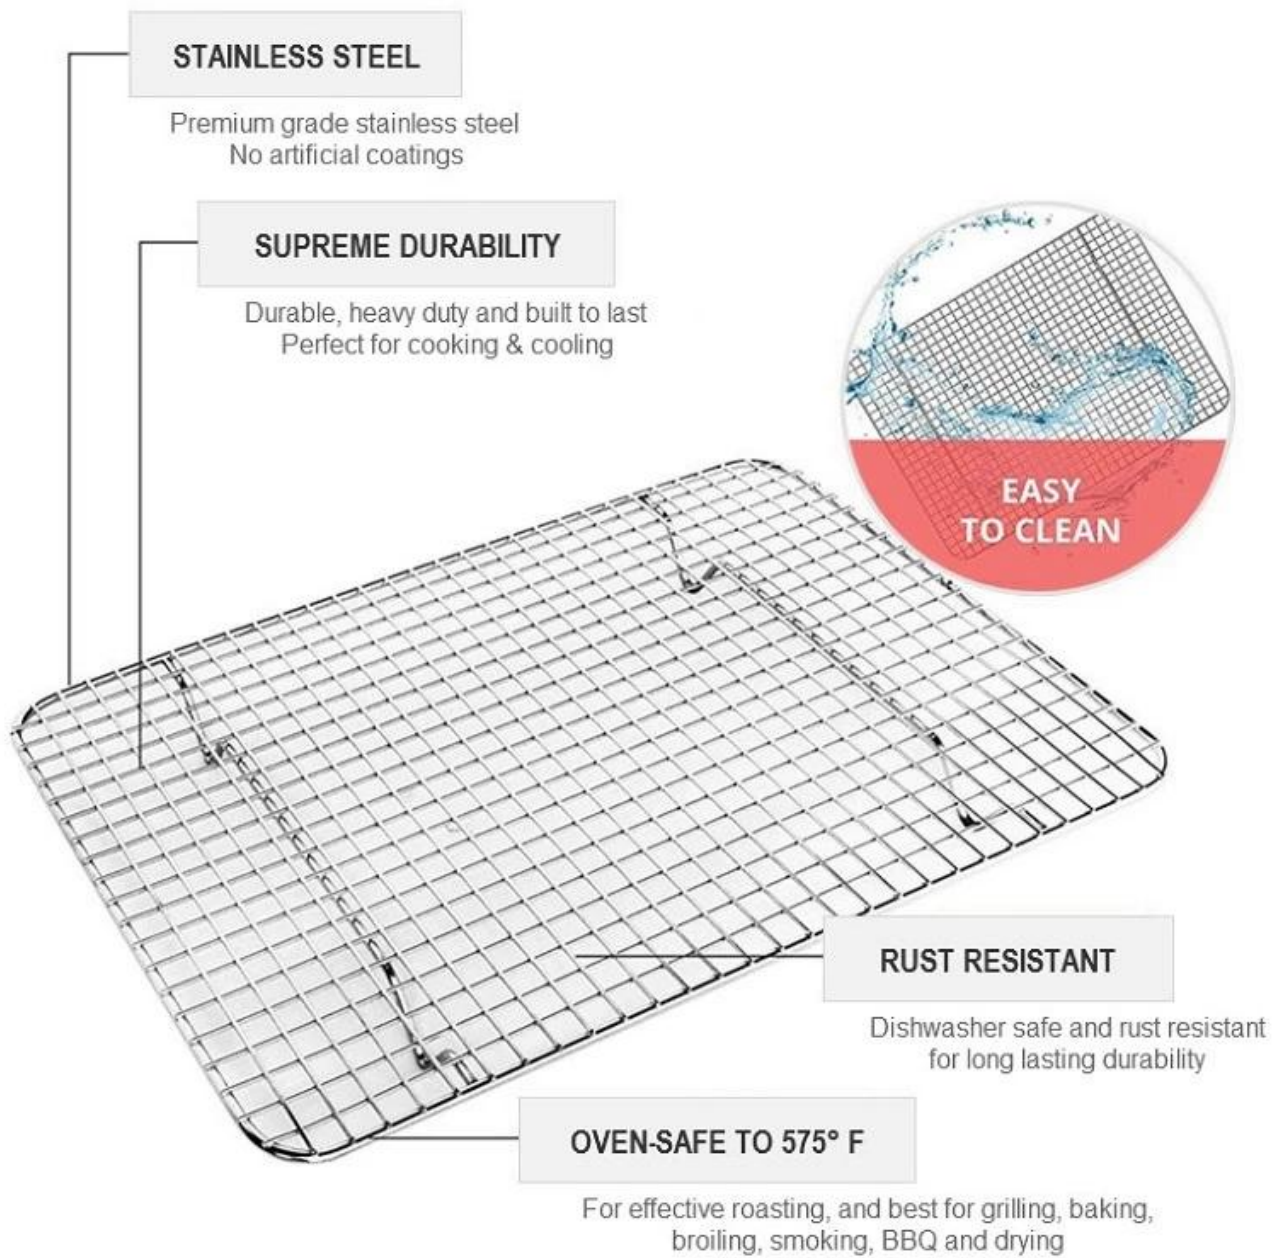 STAINLESS STEEL
Premium grade stainless steel
No artificial coatings
SUPREME DURABILITY
Durable, heavy duty and built to last
Perfect for cooking & cooling
EASY
TO CLEAN
RUST RESISTANT
Dishwasher safe and rust resistant
for long lasting durability
OVEN-SAFE TO 575° F
For effective roasting, and best for grilling, baking,
broiling, smoking, BBQ and drying